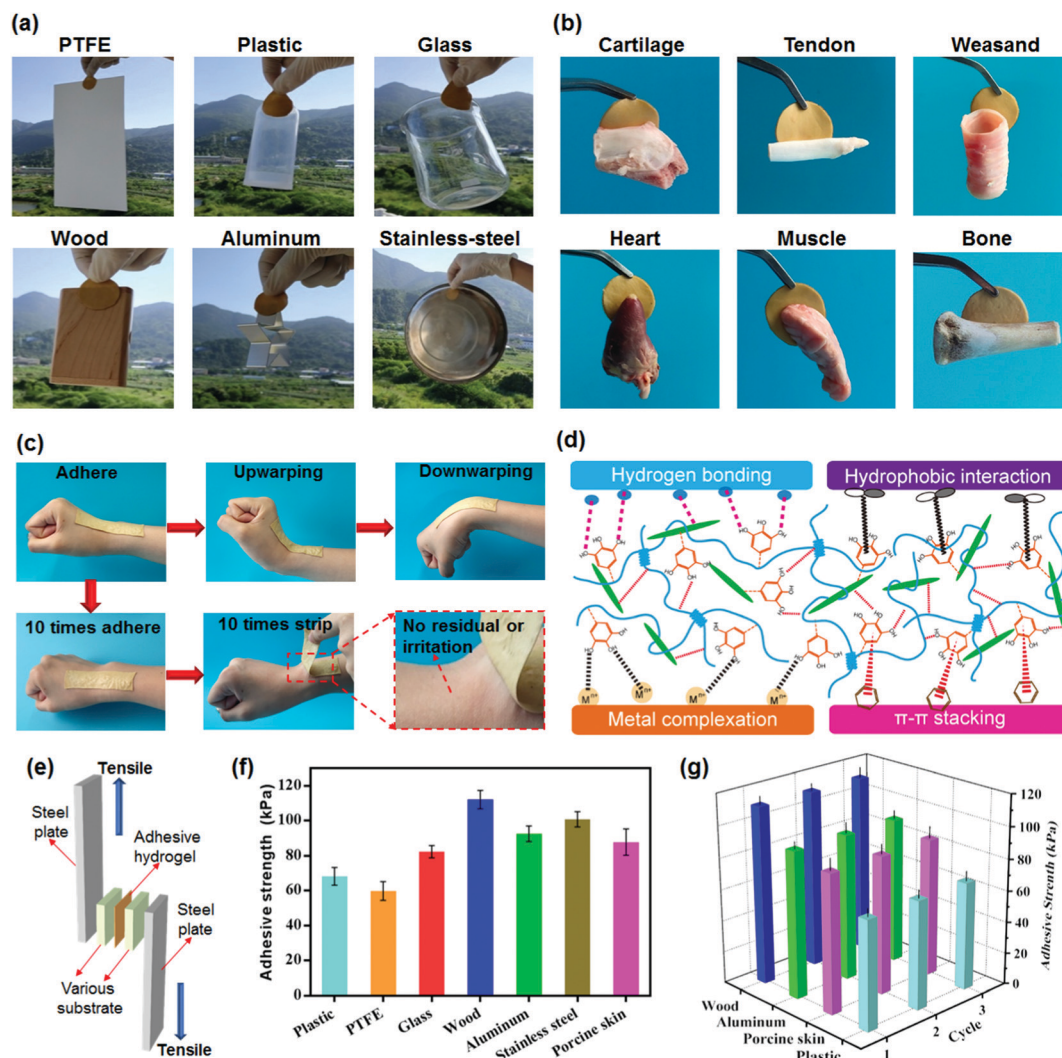 (a)
PTFE Plastic Glass
Wood Aluminum Stainless-steel
(b)
Cartilage Tendon Weasand
Heart Muscle Bone
(c)
Adhere Upwarping Downwarping
10 times adhere 10 times strip No residual or
irritation
(d)
Hydrogen bonding Hydrophobic interaction
Metal complexation π-π stacking
(e)
Tensile
Steel
plate
Adhesive
hydrogel
Steel
plate
Various
substrate
Tensile
(f)
Adhesive strength (kPa)
120
100
80
60
40
20
0
Plastic PTFE Glass Wood Aluminum Stainless steel Porcine skin
(g)
120
100
80
60
40
20
0
Adhesive Strenth (kPa)
Wood
Aluminum
Porcine skin
Plastic
1 2 3
Cycle